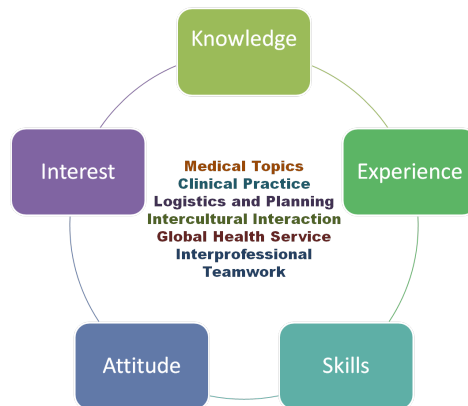 Knowledge
Interest
Experience
Medical Topics
Clinical Practice
Logistics and Planning
Intercultural Interaction
Global Health Service
Interprofessional
Teamwork
Attitude
Skills